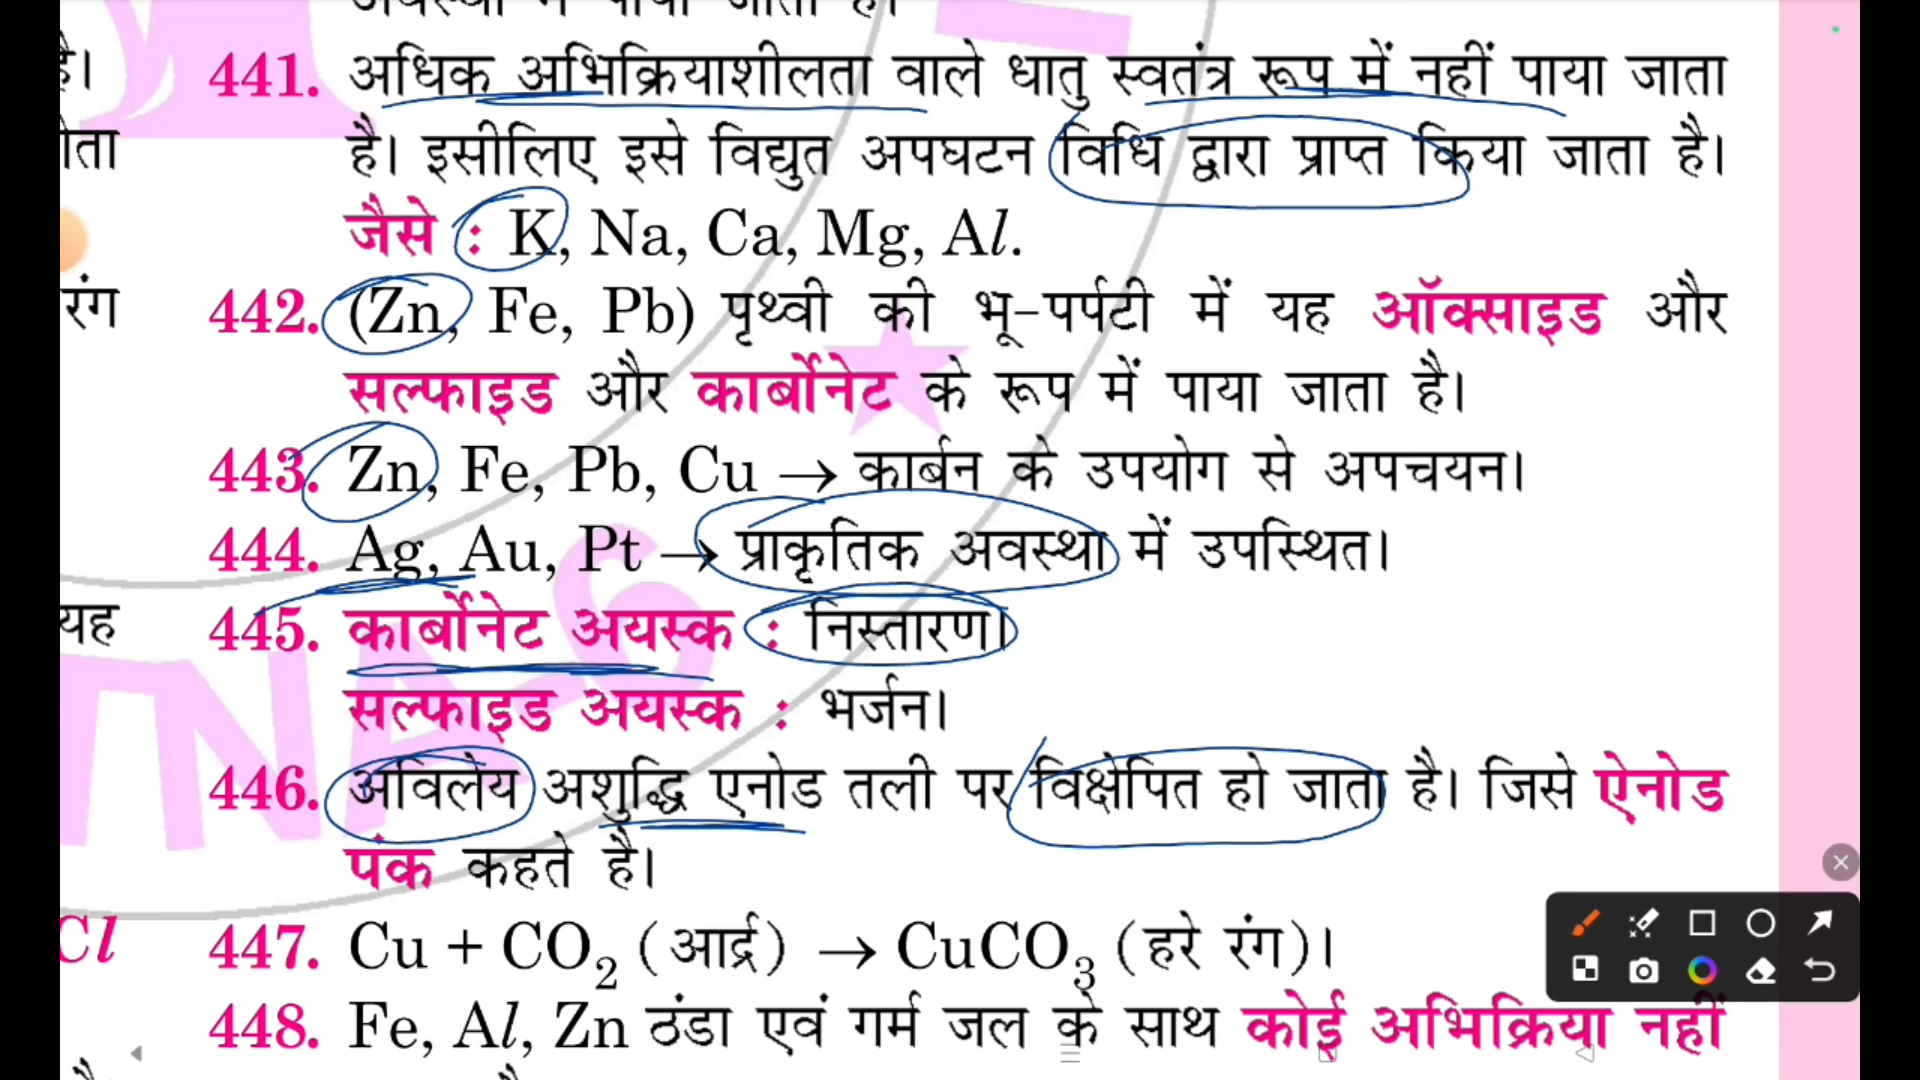 है।
441. अधिक अभिक्रियाशीलता वाले धातु स्वतंत्र रूप में नहीं पाया जाता
है। इसीलिए इसे विद्युत अपघटन विधि द्वारा प्राप्त किया जाता है।
जैसे : K, Na, Ca, Mg, Al.
रंग
442. (Zn, Fe, Pb) पृथ्वी की भू-पर्पटी में यह ऑक्साइड और
सल्फाइड और कार्बोनेट के रूप में पाया जाता है।
443. Zn, Fe, Pb, Cu → कार्बन के उपयोग से अपचयन।
444. Ag, Au, Pt → प्राकृतिक अवस्था में उपस्थित।
यह
445. कार्बोनेट अयस्क : निस्तारण।
सल्फाइड अयस्क : भर्जन।
446. अविलेय अशुद्धि एनोड तली पर विक्षेपित हो जाता है। जिसे ऐनोड
पंक कहते है।
Cl
447. Cu + CO₂ (आर्द्र) → CuCO₃ (हरे रंग)।
448. Fe, Al, Zn ठंडा एवं गर्म जल के साथ कोई अभिक्रिया नहीं